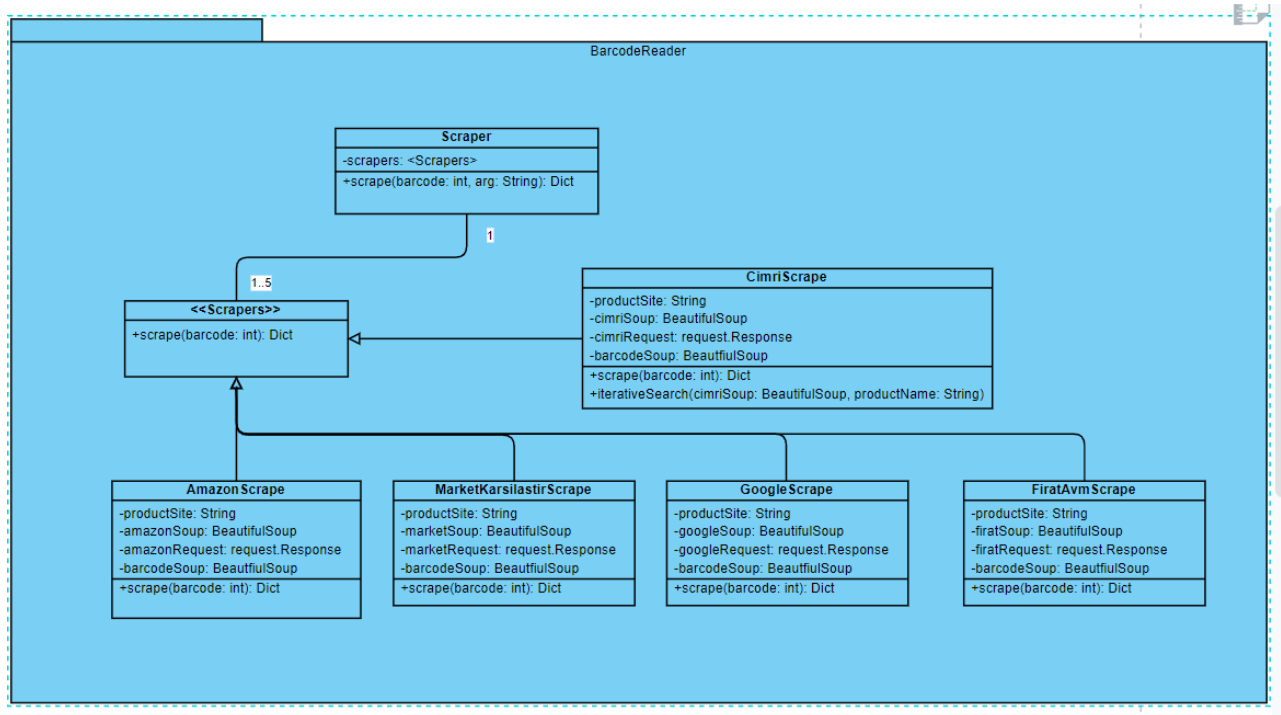 BarcodeReader
Scraper
-scrapers: <Scrapers>
+scrape(barcode: int, arg: String): Dict
1
1..5
<<Scrapers>>
+scrape(barcode: int): Dict
CimriScrape
-productSite: String
-cimriSoup: BeautifulSoup
-cimriRequest: request.Response
-barcodeSoup: BeautfiulSoup
+scrape(barcode: int): Dict
+iterativeSearch(cimriSoup: BeautifulSoup, productName: String)
AmazonScrape
-productSite: String
-amazonSoup: BeautifulSoup
-amazonRequest: request.Response
-barcodeSoup: BeautfiulSoup
+scrape(barcode: int): Dict
MarketKarsilastirScrape
-productSite: String
-marketSoup: BeautifulSoup
-marketRequest: request.Response
-barcodeSoup: BeautfiulSoup
+scrape(barcode: int): Dict
GoogleScrape
-productSite: String
-googleSoup: BeautifulSoup
-googleRequest: request.Response
-barcodeSoup: BeautfiulSoup
+scrape(barcode: int): Dict
FiratAvmScrape
-productSite: String
-firatSoup: BeautifulSoup
-firatRequest: request.Response
-barcodeSoup: BeautfiulSoup
+scrape(barcode: int): Dict